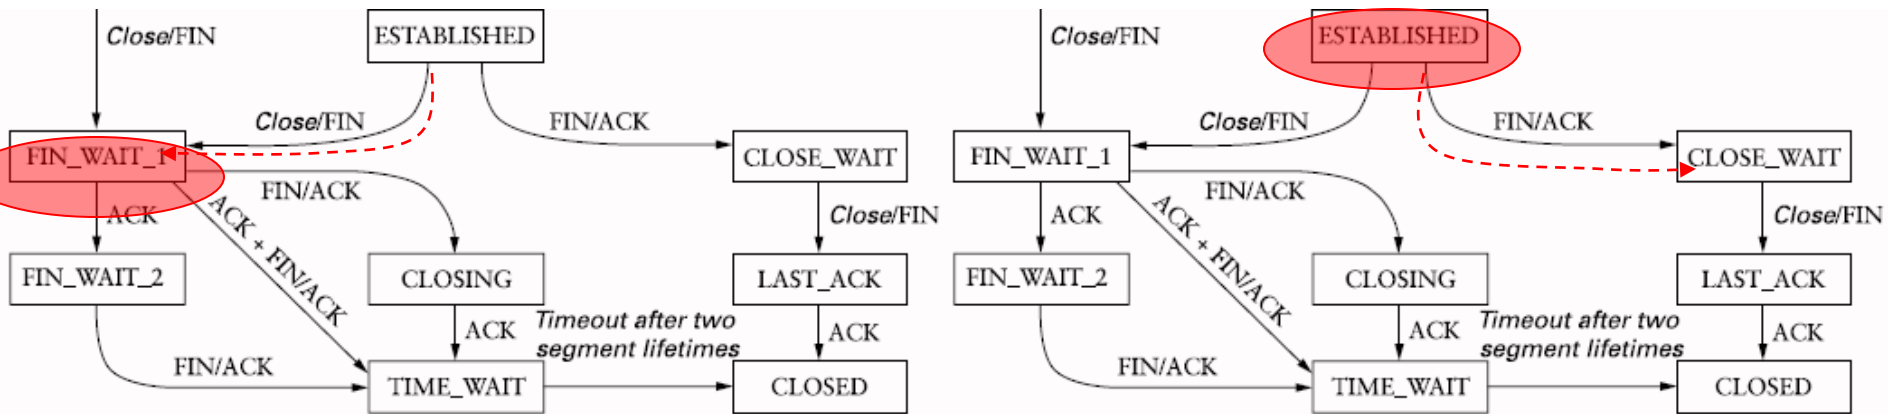 Close/FIN
ESTABLISHED
Close/FIN
FIN/ACK
FIN_WAIT_1
CLOSE_WAIT
FIN/ACK
ACK
ACK + FIN/ACK
Close/FIN
FIN_WAIT_2
CLOSING
LAST_ACK
ACK
Timeout after two
segment lifetimes
ACK
FIN/ACK
TIME_WAIT
CLOSED
Close/FIN
ESTABLISHED
Close/FIN
FIN/ACK
FIN_WAIT_1
CLOSE_WAIT
FIN/ACK
ACK
ACK + FIN/ACK
Close/FIN
FIN_WAIT_2
CLOSING
LAST_ACK
ACK
Timeout after two
segment lifetimes
ACK
FIN/ACK
TIME_WAIT
CLOSED